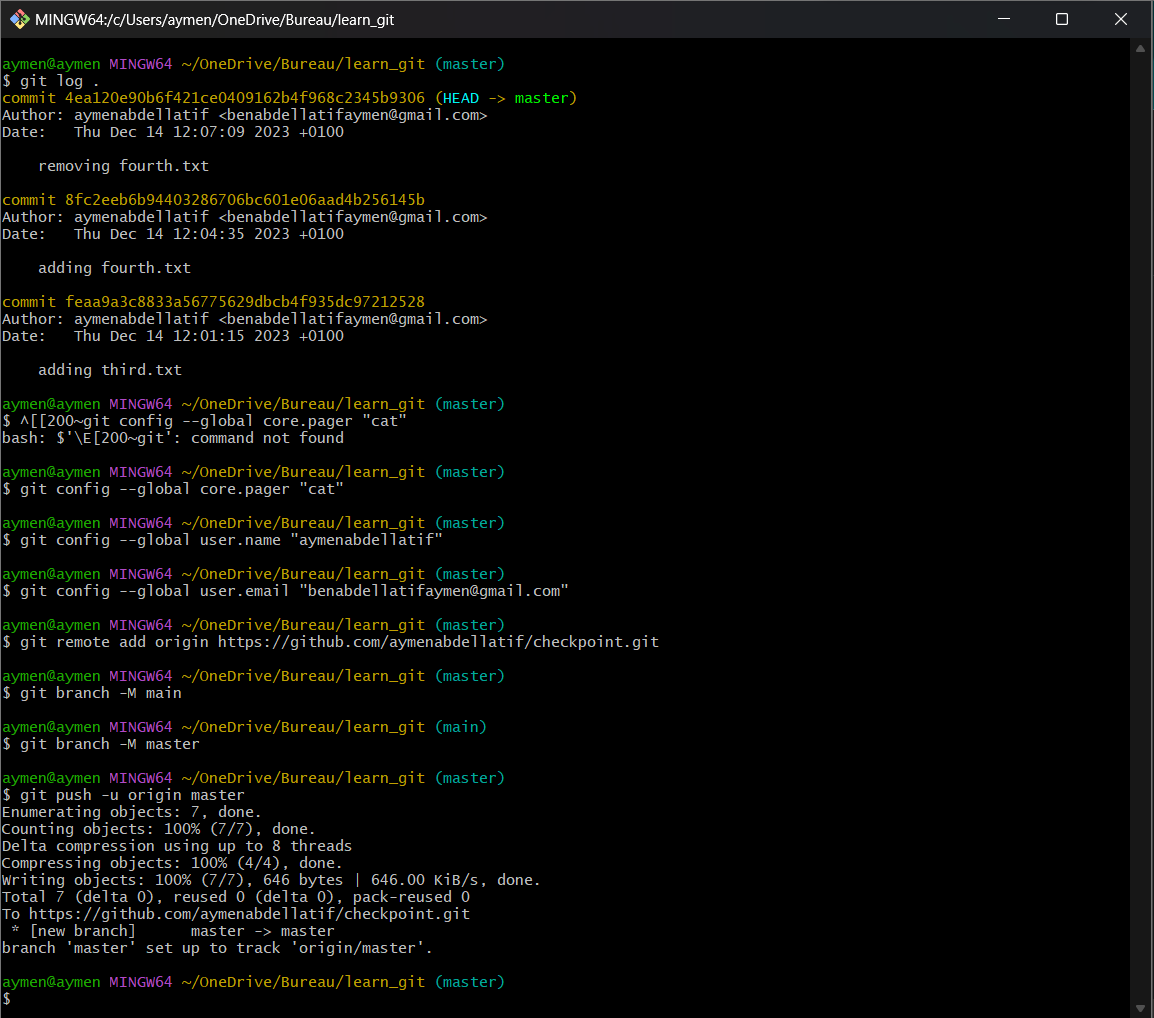 MINGW64:/c/Users/aymen/OneDrive/Bureau/learn_git
aymen@aymen MINGW64 ~/OneDrive/Bureau/learn_git (master)
$ git log .
commit 4ea120e90b6f421ce0409162b4f968c2345b9306 (HEAD -> master)
Author: aymenabdellatif <benabdellatifaymen@gmail.com>
Date:   Thu Dec 14 12:07:09 2023 +0100
    removing fourth.txt
commit 8fc2eeb6b94403286706bc601e06aad4b256145b
Author: aymenabdellatif <benabdellatifaymen@gmail.com>
Date:   Thu Dec 14 12:04:35 2023 +0100
    adding fourth.txt
commit feaa9a3c8833a56775629dbcb4f935dc97212528
Author: aymenabdellatif <benabdellatifaymen@gmail.com>
Date:   Thu Dec 14 12:01:15 2023 +0100
    adding third.txt
aymen@aymen MINGW64 ~/OneDrive/Bureau/learn_git (master)
$ ^[[200~git config --global core.pager "cat"
bash: $'\E[200~git': command not found
aymen@aymen MINGW64 ~/OneDrive/Bureau/learn_git (master)
$ git config --global core.pager "cat"
aymen@aymen MINGW64 ~/OneDrive/Bureau/learn_git (master)
$ git config --global user.name "aymenabdellatif"
aymen@aymen MINGW64 ~/OneDrive/Bureau/learn_git (master)
$ git config --global user.email "benabdellatifaymen@gmail.com"
aymen@aymen MINGW64 ~/OneDrive/Bureau/learn_git (master)
$ git remote add origin https://github.com/aymenabdellatif/checkpoint.git
aymen@aymen MINGW64 ~/OneDrive/Bureau/learn_git (master)
$ git branch -M main
aymen@aymen MINGW64 ~/OneDrive/Bureau/learn_git (main)
$ git branch -M master
aymen@aymen MINGW64 ~/OneDrive/Bureau/learn_git (master)
$ git push -u origin master
Enumerating objects: 7, done.
Counting objects: 100% (7/7), done.
Delta compression using up to 8 threads
Compressing objects: 100% (4/4), done.
Writing objects: 100% (7/7), 646 bytes | 646.00 KiB/s, done.
Total 7 (delta 0), reused 0 (delta 0), pack-reused 0
To https://github.com/aymenabdellatif/checkpoint.git
 * [new branch]      master -> master
branch 'master' set up to track 'origin/master'.
aymen@aymen MINGW64 ~/OneDrive/Bureau/learn_git (master)
$